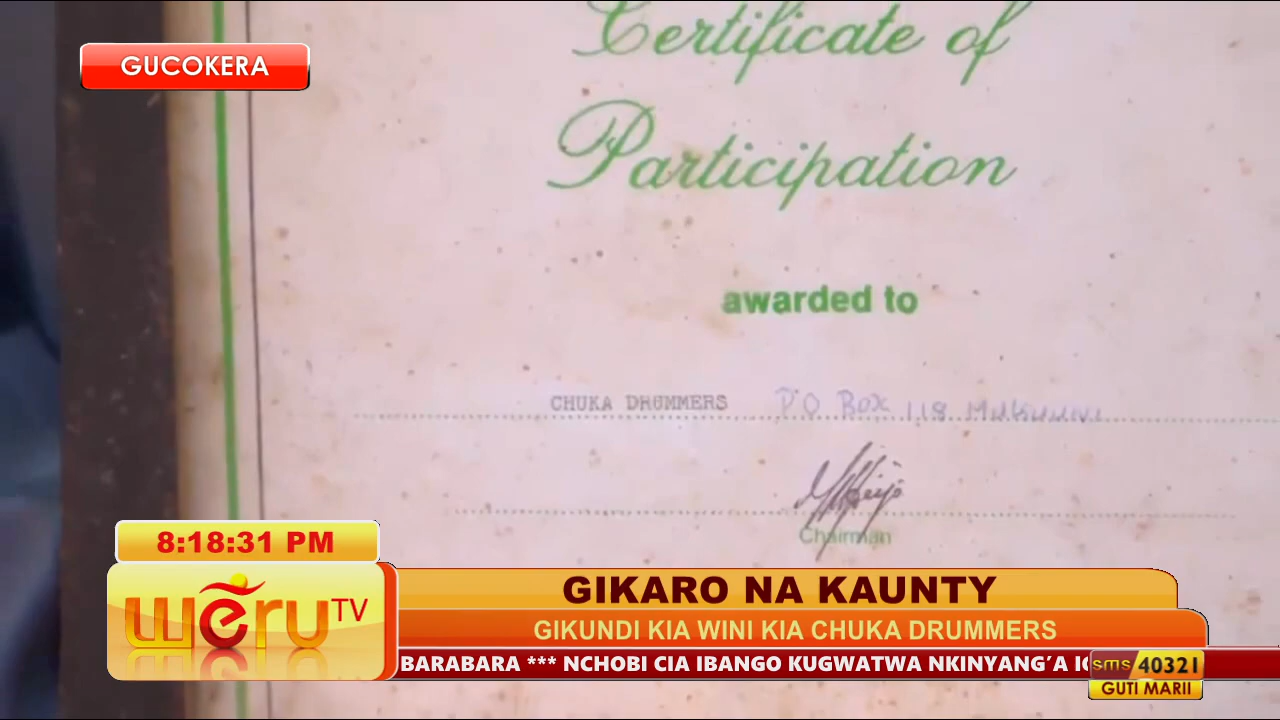 GUCOKERA
Certificate of
Participation
awarded to
CHUKA DRUMMERS P O BOX 118
Chairman
8:18:31 PM
wẽru TV
GIKARO NA KAUNTY
GIKUNDI KIA WINI KIA CHUKA DRUMMERS
BARABARA *** NCHOBI CIA IBANGO KUGWATWA NKINYANG'A
sms 40321
GUTI MARII